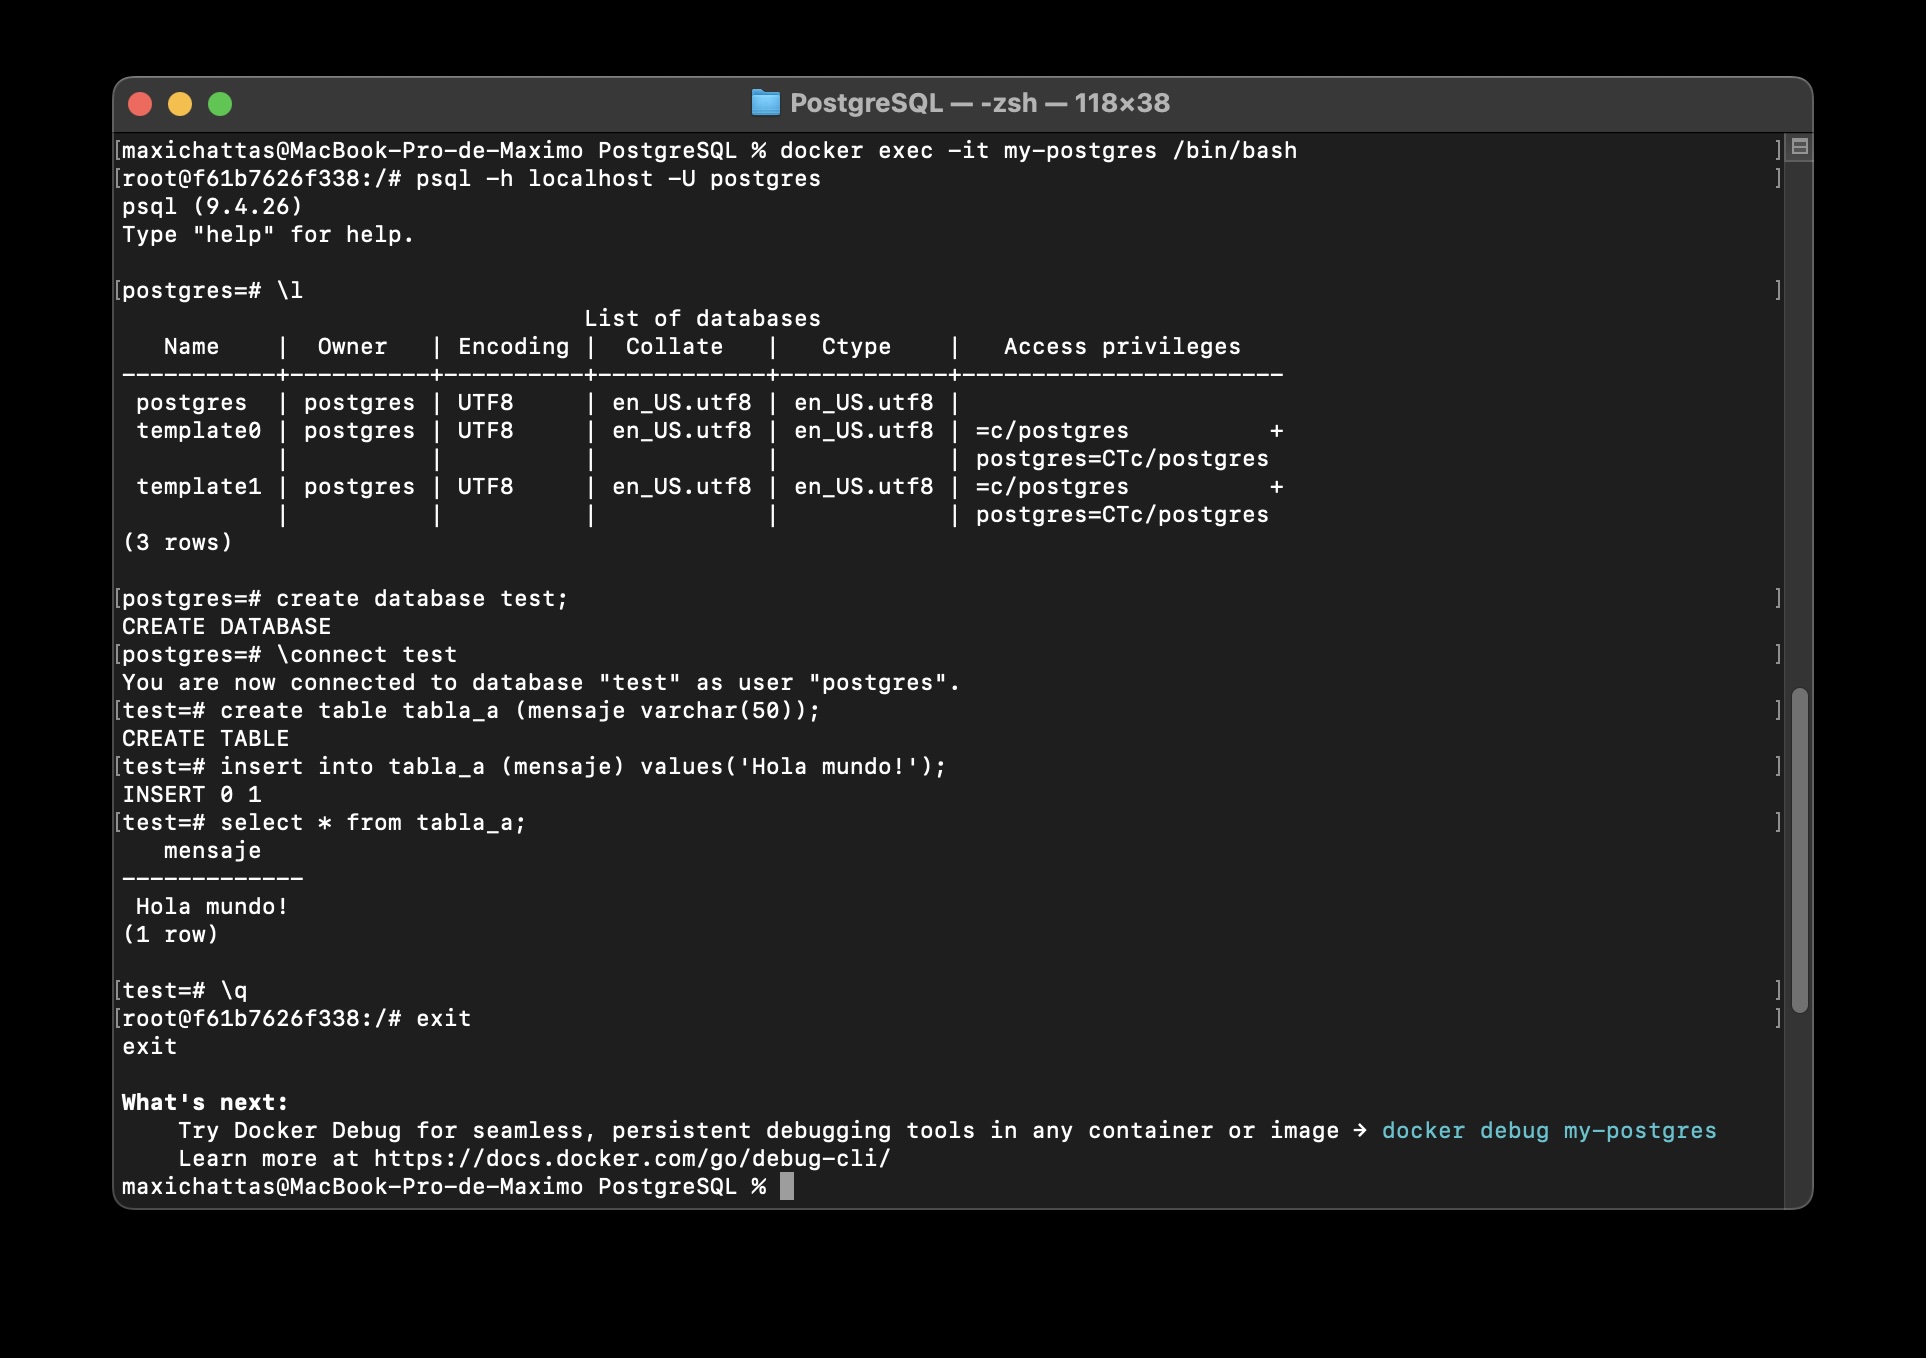 PostgreSQL — -zsh — 118×38
maxichattas@MacBook-Pro-de-Maximo PostgreSQL % docker exec -it my-postgres /bin/bash
root@f61b7626f338:/# psql -h localhost -U postgres
psql (9.4.26)
Type "help" for help.

postgres=# \l
                                 List of databases
   Name    |  Owner   | Encoding |  Collate   |   Ctype    |   Access privileges
-----------+----------+----------+------------+------------+-----------------------
 postgres  | postgres | UTF8     | en_US.utf8 | en_US.utf8 |
 template0 | postgres | UTF8     | en_US.utf8 | en_US.utf8 | =c/postgres          +
           |          |          |            |            | postgres=CTc/postgres
 template1 | postgres | UTF8     | en_US.utf8 | en_US.utf8 | =c/postgres          +
           |          |          |            |            | postgres=CTc/postgres
(3 rows)

postgres=# create database test;
CREATE DATABASE
postgres=# \connect test
You are now connected to database "test" as user "postgres".
test=# create table tabla_a (mensaje varchar(50));
CREATE TABLE
test=# insert into tabla_a (mensaje) values('Hola mundo!');
INSERT 0 1
test=# select * from tabla_a;
   mensaje
-------------
 Hola mundo!
(1 row)

test=# \q
root@f61b7626f338:/# exit
exit

What's next:
    Try Docker Debug for seamless, persistent debugging tools in any container or image → docker debug my-postgres
    Learn more at https://docs.docker.com/go/debug-cli/
maxichattas@MacBook-Pro-de-Maximo PostgreSQL %